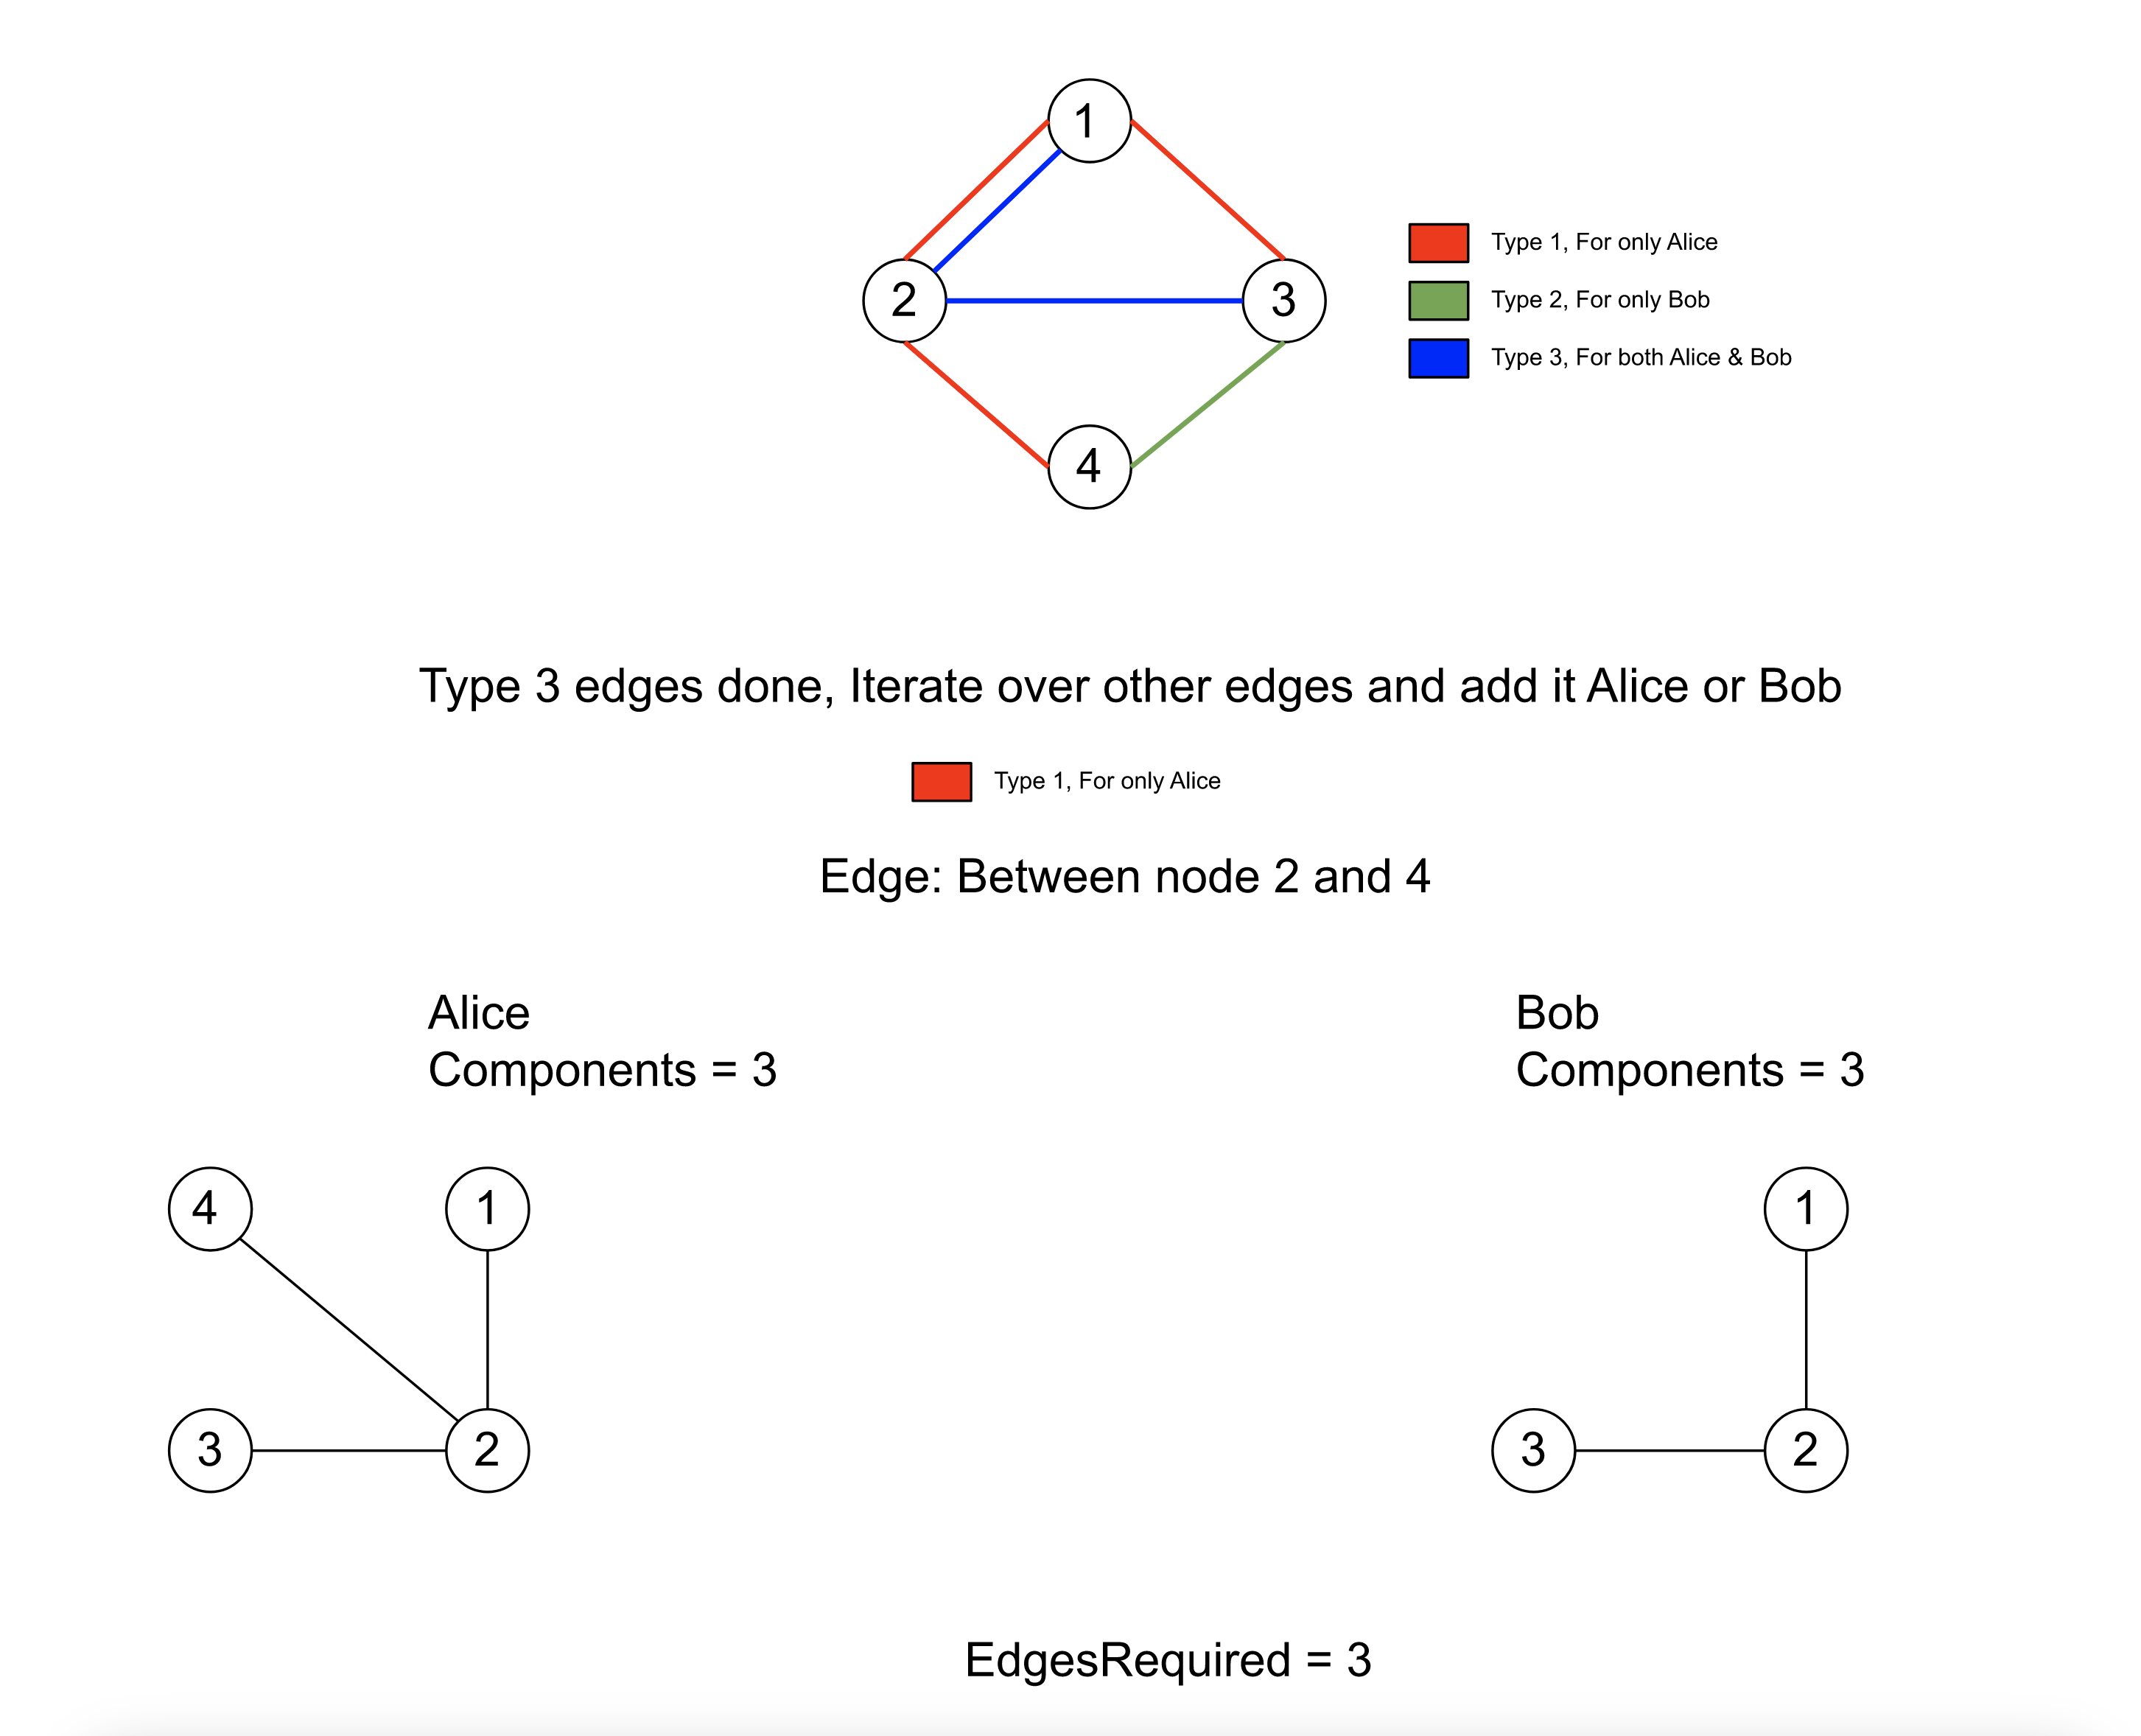 1
2
3
4
Type 1, For only Alice
Type 2, For only Bob
Type 3, For both Alice & Bob
Type 3 edges done, Iterate over other edges and add it Alice or Bob
Type 1, For only Alice
Edge: Between node 2 and 4
Alice
Components = 3
4
1
3
2
Bob
Components = 3
1
3
2
EdgesRequired = 3